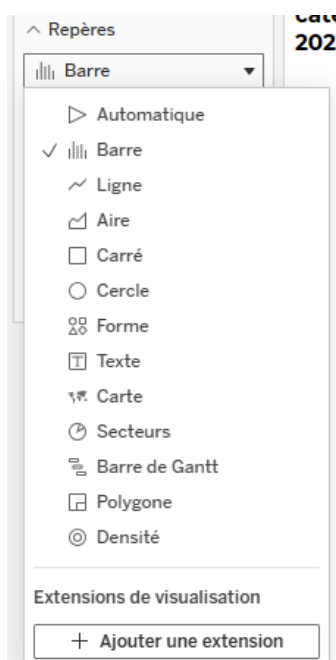 Repères
202
Barre
Automatique
Barre
Ligne
Aire
Carré
Cercle
Forme
Texte
Carte
Secteurs
Barre de Gantt
Polygone
Densité
Extensions de visualisation
+ Ajouter une extension